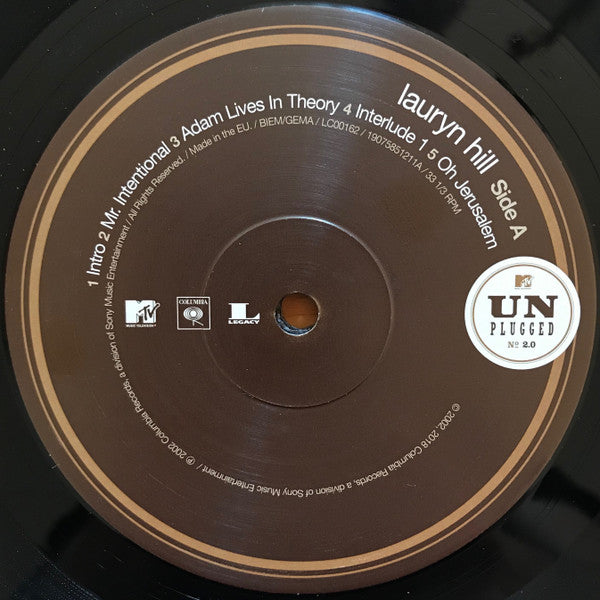 lauryn hill Side A
1 Intro 2 Mr. Intentional 3 Adam Lives In Theory 4 Interlude 1 5 Oh Jerusalem
℗ 2002 Columbia Records, a division of Sony Music Entertainment / All Rights Reserved. / Made in the EU. / BIEM/GEMA / LC00162 / 19075851211A / 33 1/3 RPM
MTV
MUSIC TELEVISION
COLUMBIA
L
LEGACY
MTV
UN
PLUGGED
Nº 2.0
© 2002, 2018 Columbia Records, a division of Sony Music Entertainment /